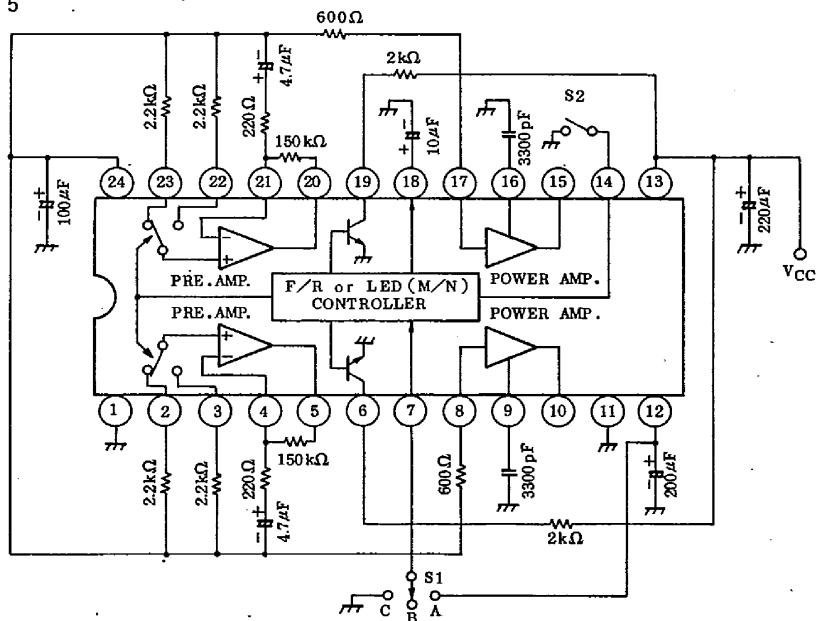 5
600Ω
2kΩ
2.2kΩ
2.2kΩ
220Ω
4.7μF
150kΩ
10μF
3300pF
S2
100μF
24 23 22 21 20 19 18 17 16 15 14 13
220μF
VCC
PRE.AMP.
POWER AMP.
F/R or LED(M/N)
CONTROLLER
PRE.AMP.
POWER AMP.
1 2 3 4 5 6 7 8 9 10 11 12
2.2kΩ
2.2kΩ
220Ω
4.7μF
150kΩ
600Ω
3300pF
200μF
2kΩ
S1
C B A